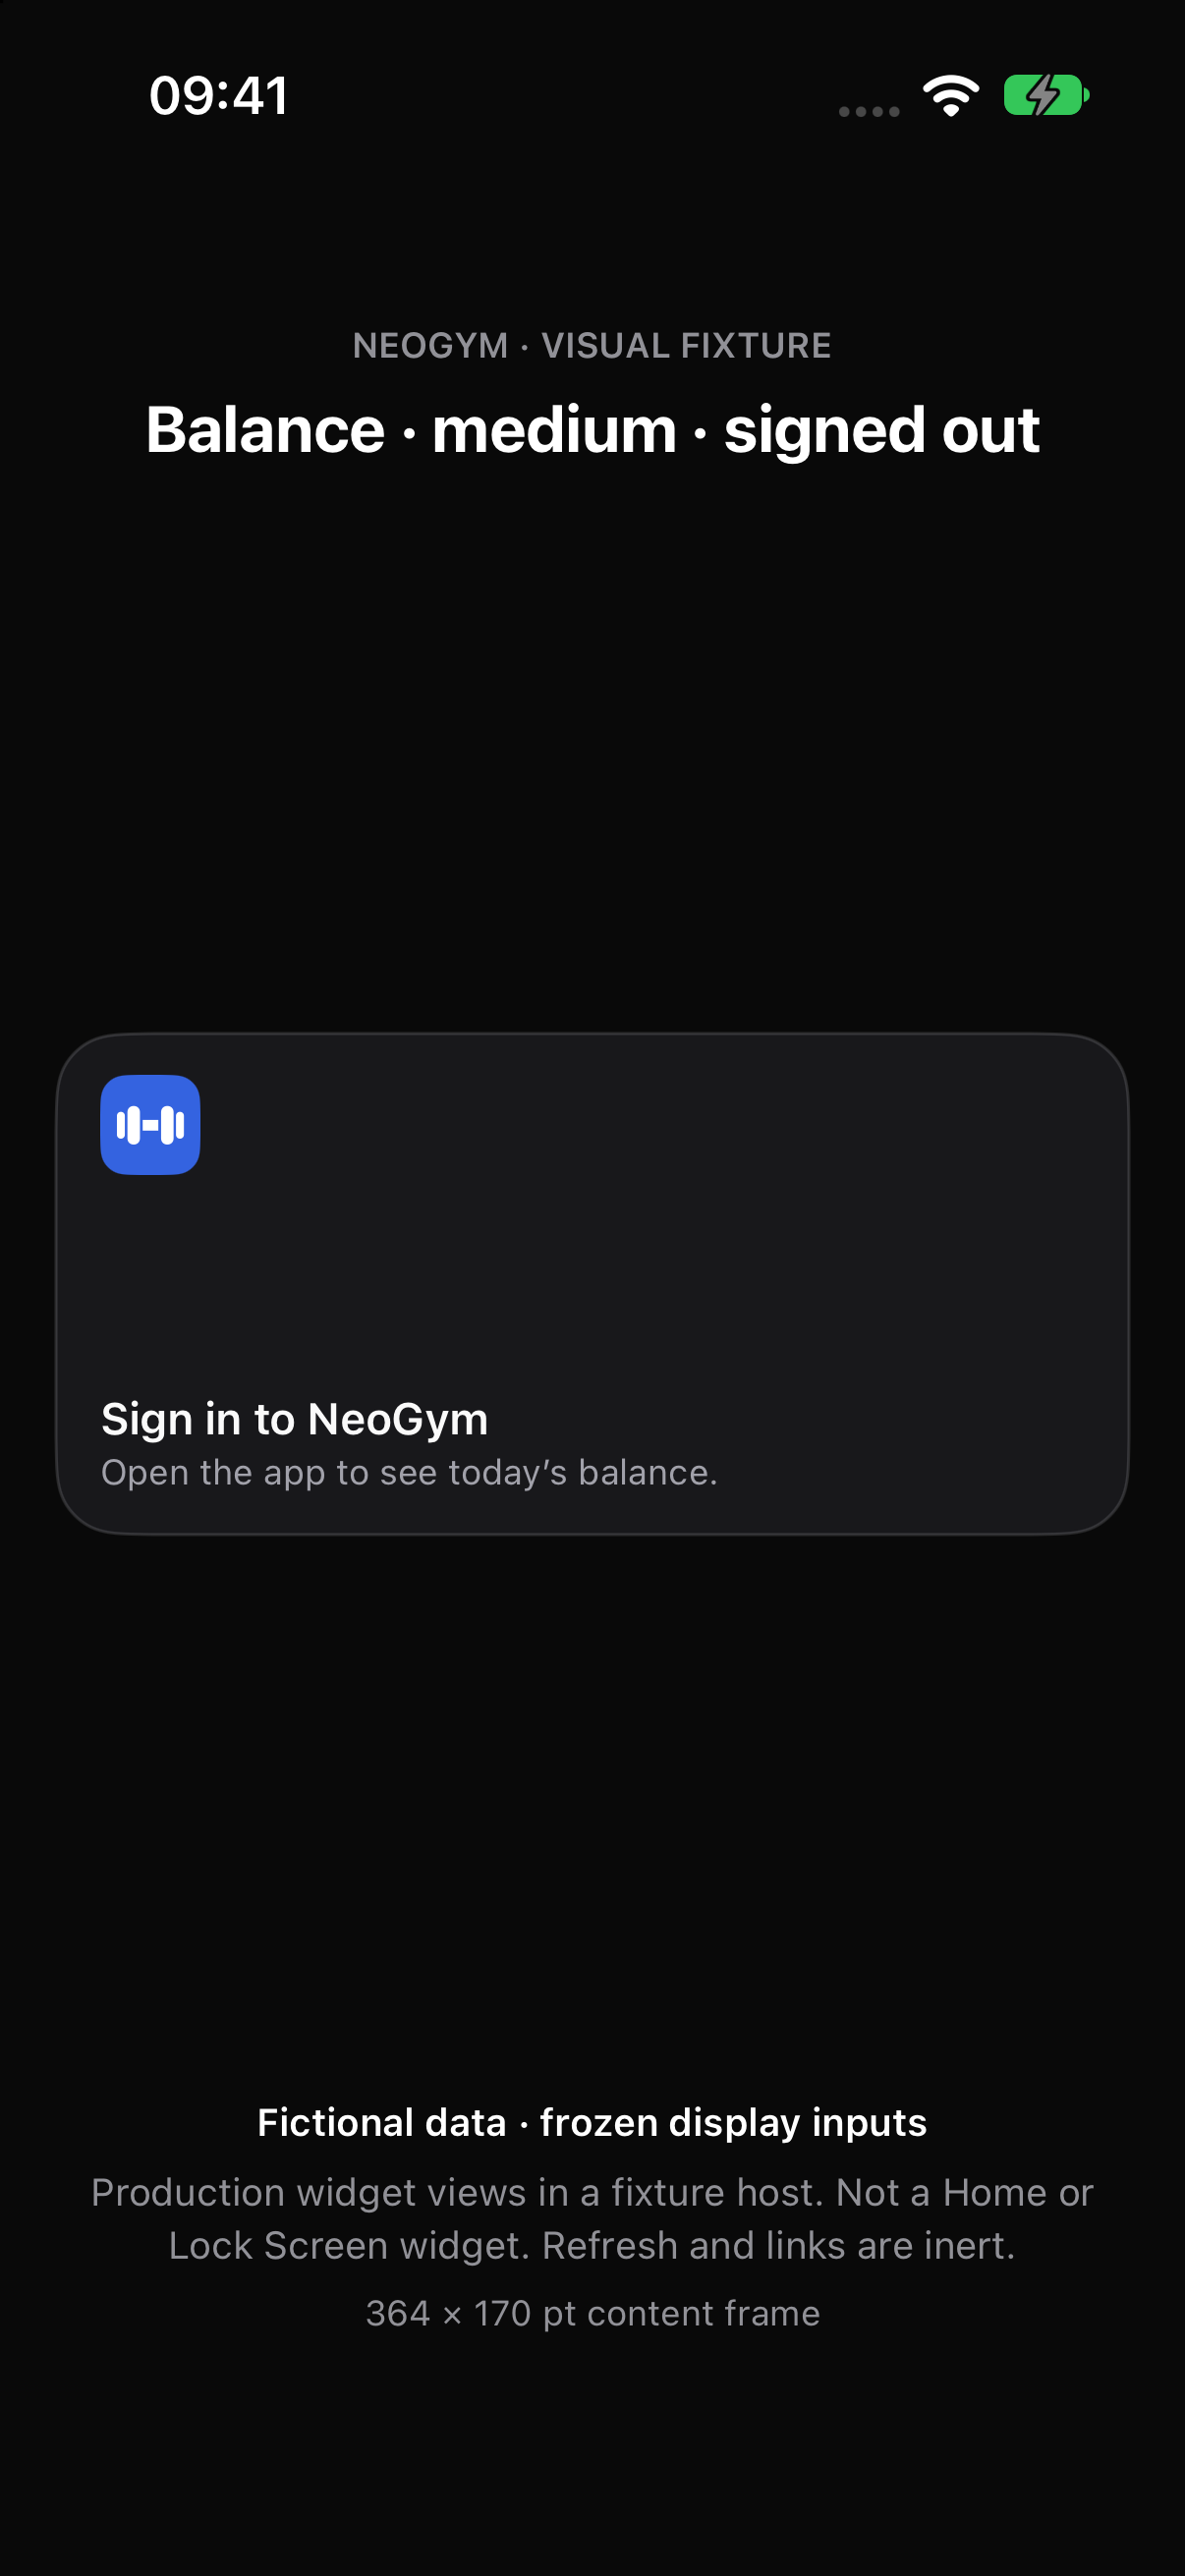 09:41
NEOGYM · VISUAL FIXTURE
Balance · medium · signed out
Sign in to NeoGym
Open the app to see today’s balance.
Fictional data · frozen display inputs
Production widget views in a fixture host. Not a Home or
Lock Screen widget. Refresh and links are inert.
364 × 170 pt content frame